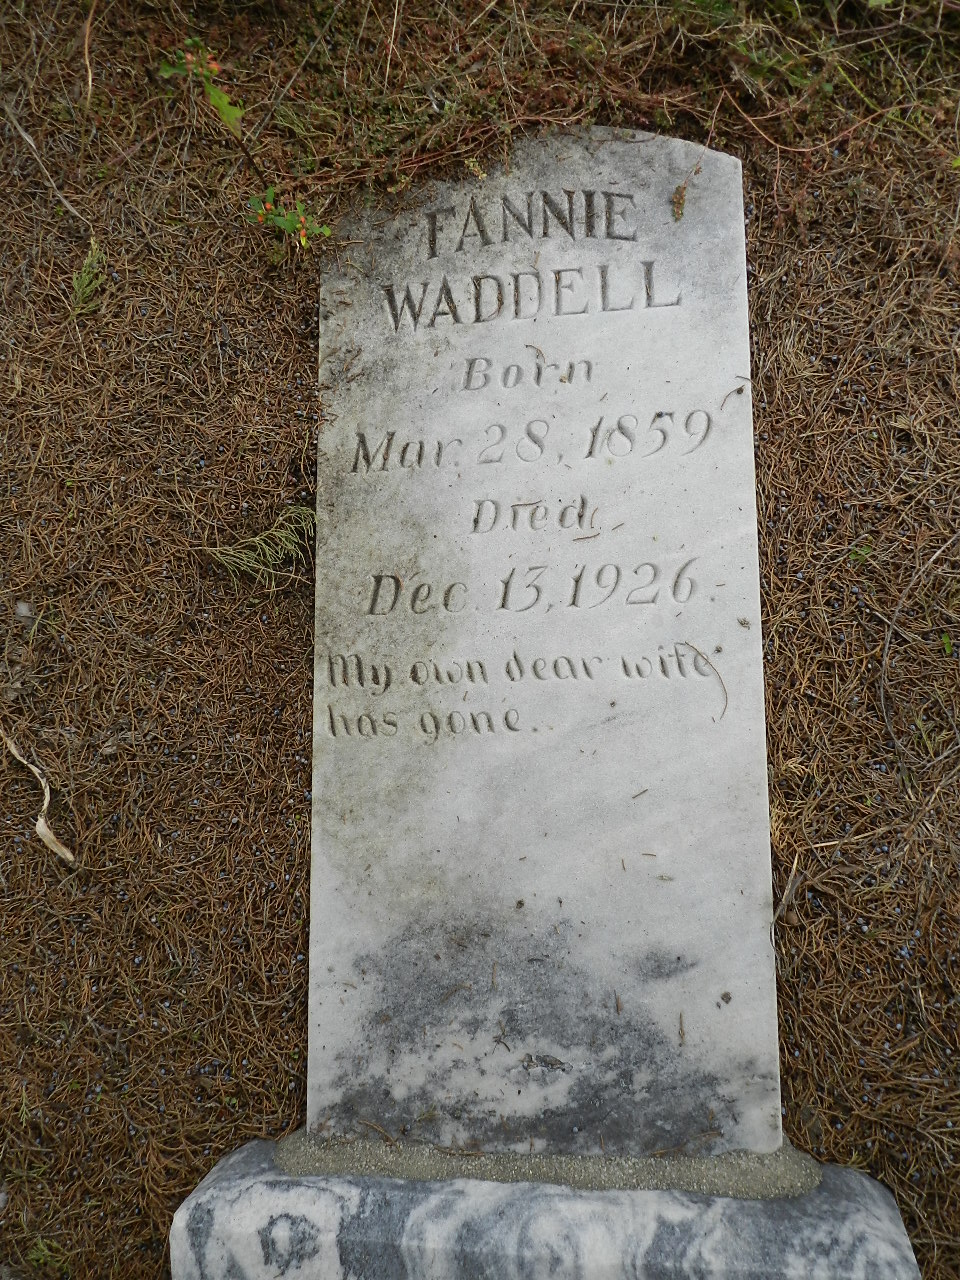 FANNIE
WADDELL
Born
Mar. 28, 1859
Died
Dec. 13, 1926.
My own dear wife
has gone.